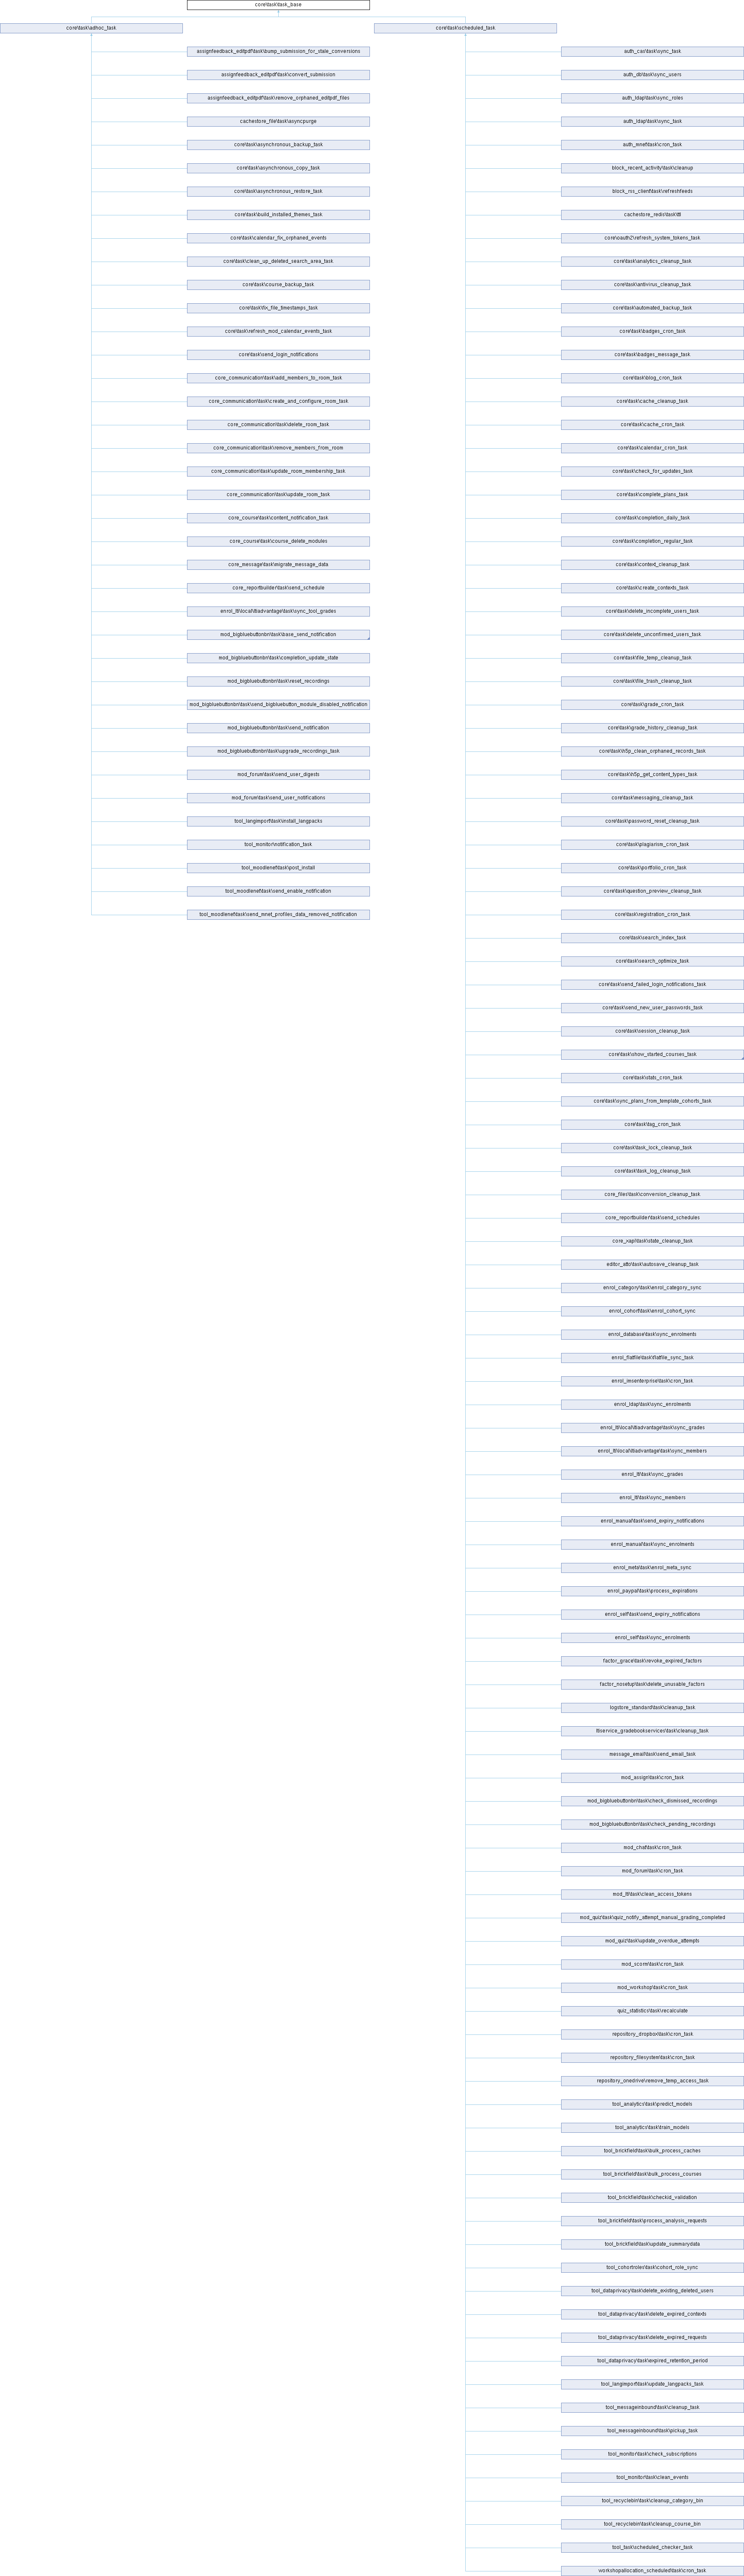 core\task\task_base
core\task\adhoc_task
core\task\scheduled_task
assignfeedback_editpdf\task\bump_submission_for_stale_conversions
assignfeedback_editpdf\task\convert_submission
assignfeedback_editpdf\task\remove_orphaned_editpdf_files
cachestore_file\task\asyncpurge
core\task\asynchronous_backup_task
core\task\asynchronous_copy_task
core\task\asynchronous_restore_task
core\task\build_installed_themes_task
core\task\calendar_fix_orphaned_events
core\task\clean_up_deleted_search_area_task
core\task\course_backup_task
core\task\fix_file_timestamps_task
core\task\refresh_mod_calendar_events_task
core\task\send_login_notifications
core_communication\task\add_members_to_room_task
core_communication\task\create_and_configure_room_task
core_communication\task\delete_room_task
core_communication\task\remove_members_from_room
core_communication\task\update_room_membership_task
core_communication\task\update_room_task
core_course\task\content_notification_task
core_course\task\course_delete_modules
core_message\task\migrate_message_data
core_reportbuilder\task\send_schedule
enrol_lti\local\ltiadvantage\task\sync_tool_grades
mod_bigbluebuttonbn\task\base_send_notification
mod_bigbluebuttonbn\task\completion_update_state
mod_bigbluebuttonbn\task\reset_recordings
mod_bigbluebuttonbn\task\send_bigbluebutton_module_disabled_notification
mod_bigbluebuttonbn\task\send_notification
mod_bigbluebuttonbn\task\upgrade_recordings_task
mod_forum\task\send_user_digests
mod_forum\task\send_user_notifications
tool_langimport\task\install_langpacks
tool_monitor\notification_task
tool_moodlenet\task\post_install
tool_moodlenet\task\send_enable_notification
tool_moodlenet\task\send_mnet_profiles_data_removed_notification
auth_cas\task\sync_task
auth_db\task\sync_users
auth_ldap\task\sync_roles
auth_ldap\task\sync_task
auth_mnet\task\cron_task
block_recent_activity\task\cleanup
block_rss_client\task\refreshfeeds
cachestore_redis\task\ttl
core\oauth2\refresh_system_tokens_task
core\task\analytics_cleanup_task
core\task\antivirus_cleanup_task
core\task\automated_backup_task
core\task\badges_cron_task
core\task\badges_message_task
core\task\blog_cron_task
core\task\cache_cleanup_task
core\task\cache_cron_task
core\task\calendar_cron_task
core\task\check_for_updates_task
core\task\complete_plans_task
core\task\completion_daily_task
core\task\completion_regular_task
core\task\context_cleanup_task
core\task\create_contexts_task
core\task\delete_incomplete_users_task
core\task\delete_unconfirmed_users_task
core\task\file_temp_cleanup_task
core\task\file_trash_cleanup_task
core\task\grade_cron_task
core\task\grade_history_cleanup_task
core\task\h5p_clean_orphaned_records_task
core\task\h5p_get_content_types_task
core\task\messaging_cleanup_task
core\task\password_reset_cleanup_task
core\task\plagiarism_cron_task
core\task\portfolio_cron_task
core\task\question_preview_cleanup_task
core\task\registration_cron_task
core\task\search_index_task
core\task\search_optimize_task
core\task\send_failed_login_notifications_task
core\task\send_new_user_passwords_task
core\task\session_cleanup_task
core\task\show_started_courses_task
core\task\stats_cron_task
core\task\sync_plans_from_template_cohorts_task
core\task\tag_cron_task
core\task\task_lock_cleanup_task
core\task\task_log_cleanup_task
core_files\task\conversion_cleanup_task
core_reportbuilder\task\send_schedules
core_xapi\task\state_cleanup_task
editor_atto\task\autosave_cleanup_task
enrol_category\task\enrol_category_sync
enrol_cohort\task\enrol_cohort_sync
enrol_database\task\sync_enrolments
enrol_flatfile\task\flatfile_sync_task
enrol_imsenterprise\task\cron_task
enrol_ldap\task\sync_enrolments
enrol_lti\local\ltiadvantage\task\sync_grades
enrol_lti\local\ltiadvantage\task\sync_members
enrol_lti\task\sync_grades
enrol_lti\task\sync_members
enrol_manual\task\send_expiry_notifications
enrol_manual\task\sync_enrolments
enrol_meta\task\enrol_meta_sync
enrol_paypal\task\process_expirations
enrol_self\task\send_expiry_notifications
enrol_self\task\sync_enrolments
factor_grace\task\revoke_expired_factors
factor_nosetup\task\delete_unusable_factors
logstore_standard\task\cleanup_task
ltiservice_gradebookservices\task\cleanup_task
message_email\task\send_email_task
mod_assign\task\cron_task
mod_bigbluebuttonbn\task\check_dismissed_recordings
mod_bigbluebuttonbn\task\check_pending_recordings
mod_chat\task\cron_task
mod_forum\task\cron_task
mod_lti\task\clean_access_tokens
mod_quiz\task\quiz_notify_attempt_manual_grading_completed
mod_quiz\task\update_overdue_attempts
mod_scorm\task\cron_task
mod_workshop\task\cron_task
quiz_statistics\task\recalculate
repository_dropbox\task\cron_task
repository_filesystem\task\cron_task
repository_onedrive\remove_temp_access_task
tool_analytics\task\predict_models
tool_analytics\task\train_models
tool_brickfield\task\bulk_process_caches
tool_brickfield\task\bulk_process_courses
tool_brickfield\task\checkid_validation
tool_brickfield\task\process_analysis_requests
tool_brickfield\task\update_summarydata
tool_cohortroles\task\cohort_role_sync
tool_dataprivacy\task\delete_existing_deleted_users
tool_dataprivacy\task\delete_expired_contexts
tool_dataprivacy\task\delete_expired_requests
tool_dataprivacy\task\expired_retention_period
tool_langimport\task\update_langpacks_task
tool_messageinbound\task\cleanup_task
tool_messageinbound\task\pickup_task
tool_monitor\task\check_subscriptions
tool_monitor\task\clean_events
tool_recyclebin\task\cleanup_category_bin
tool_recyclebin\task\cleanup_course_bin
tool_task\scheduled_checker_task
workshopallocation_scheduled\task\cron_task